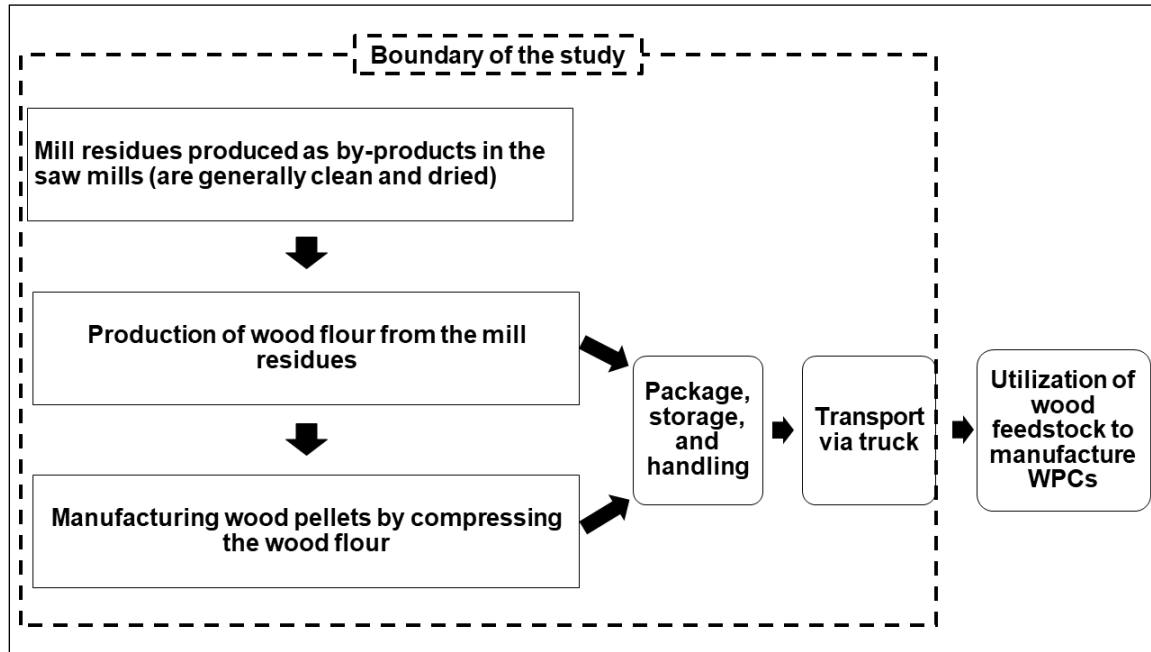 Boundary of the study
Mill residues produced as by-products in the
saw mills (are generally clean and dried)
Production of wood flour from the mill
residues
Manufacturing wood pellets by compressing
the wood flour
Package,
storage,
and
handling
Transport
via truck
Utilization of
wood
feedstock to
manufacture
WPCs